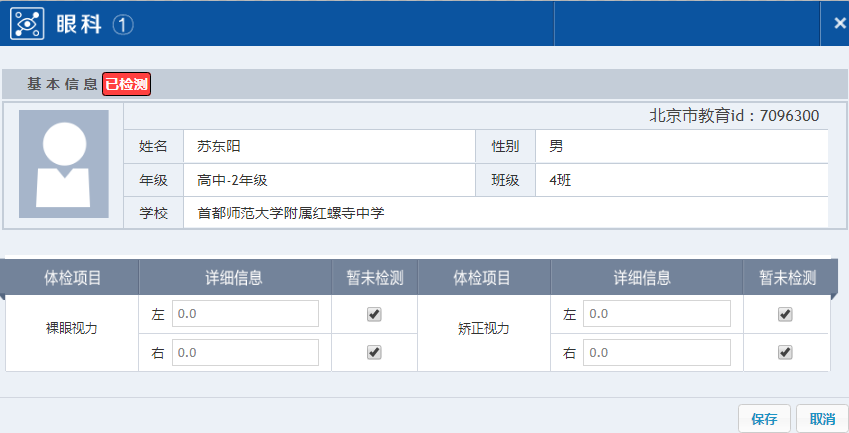 眼科 ①
基本信息 已检测
北京市教育id：7096300
姓名 苏东阳 性别 男
年级 高中-2年级 班级 4班
学校 首都师范大学附属红螺寺中学
体检项目 详细信息 暂未检测 体检项目 详细信息 暂未检测
裸眼视力 左 0.0 矫正视力 左 0.0
右 0.0 右 0.0
保存 取消